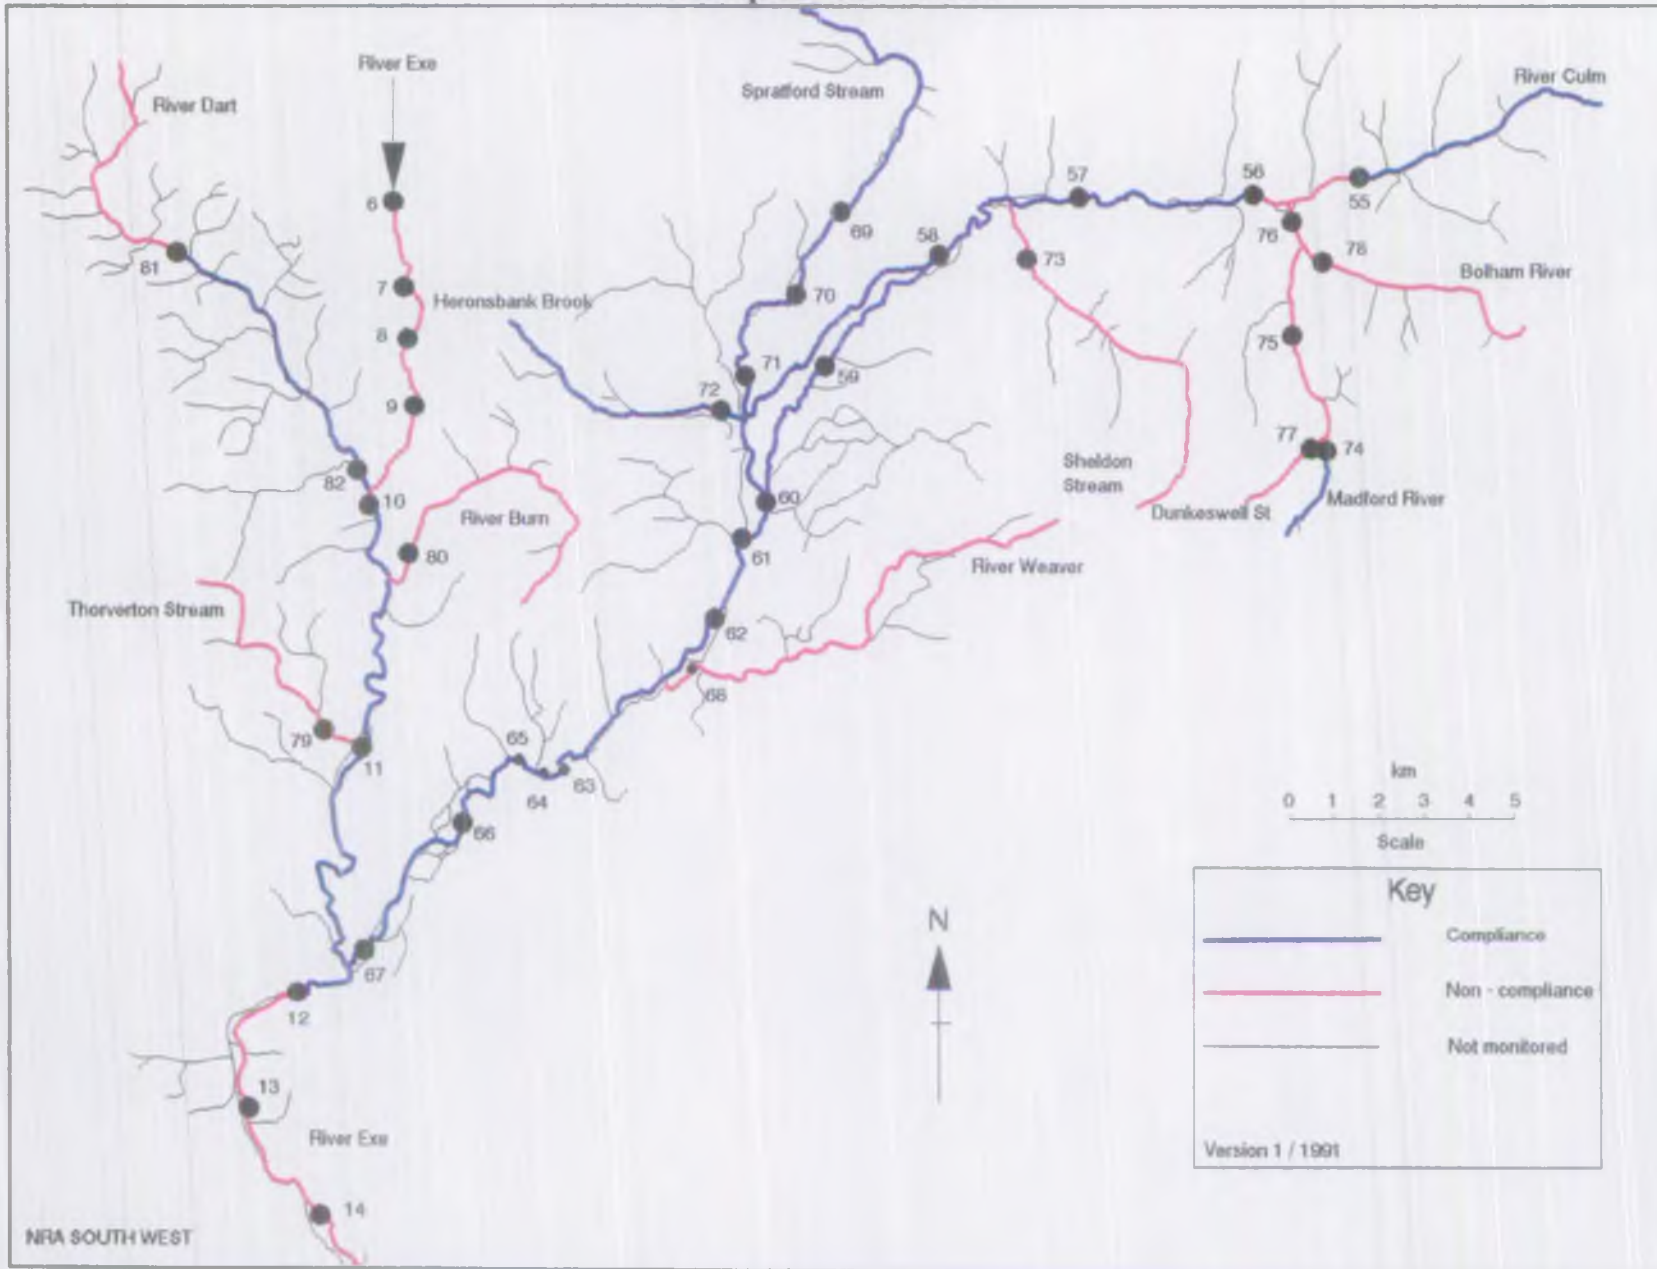 River Exe
River Dart
Spratford Stream
River Culm
6
57
56
55
69
58
76
78
81
73
Bolham River
7
70
Heronsbank Brook
8
75
71
59
72
9
77
74
Sheldon
Stream
82
10
60
Madford River
Dunkeswell St
River Burn
80
61
River Weaver
Thorverton Stream
62
68
79
11
65
63
64
66
km
0 1 2 3 4 5
Scale
Key
Compliance
N
67
Non - compliance
12
Not monitored
13
River Exe
Version 1 / 1991
14
NRA SOUTH WEST